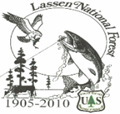 Lassen National Forest
1905-2010
U S